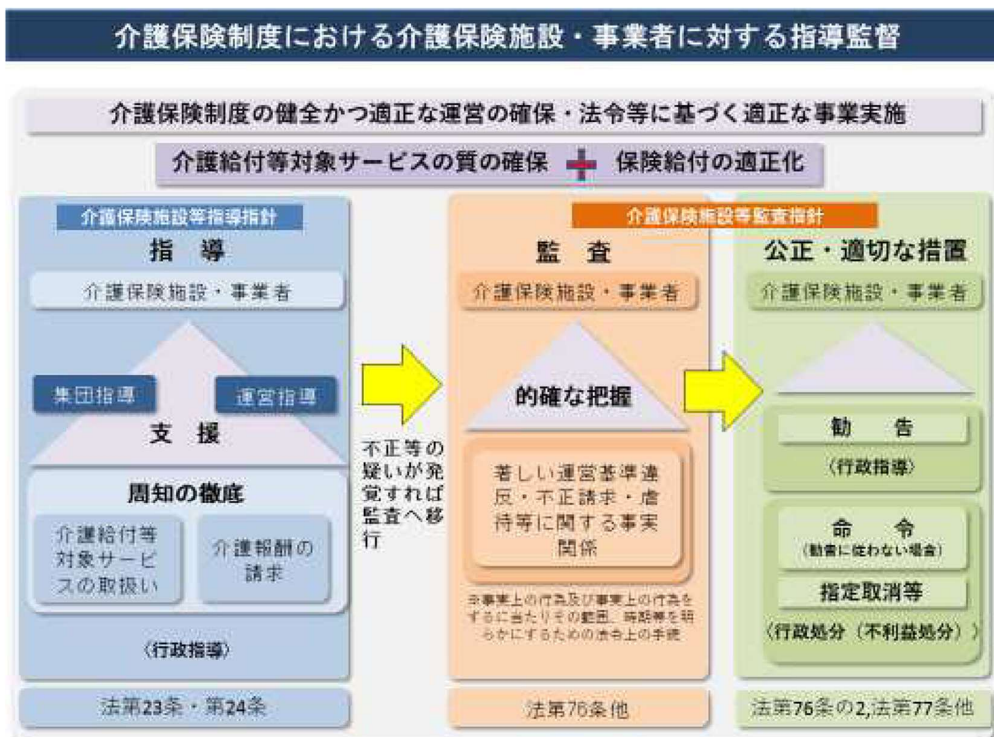 介護保険制度における介護保険施設・事業者に対する指導監督
介護保険制度の健全かつ適正な運営の確保・法令等に基づく適正な事業実施
介護給付等対象サービスの質の確保 ＋ 保険給付の適正化
介護保険施設等指導指針
指 導
介護保険施設・事業者
集団指導
運営指導
支 援
周知の徹底
介護給付等
対象サービ
スの取扱い
介護報酬の
請求
〈行政指導〉
法第23条・第24条
不正等の
疑いが発
覚すれば
監査へ移
行
介護保険施設等監査指針
監 査
介護保険施設・事業者
的確な把握
著しい運営基準違
反・不正請求・虐
待等に関する事実
関係
※事実上の行為及び事実上の行為を
するに当たりその範囲、時期等を明
らかにするための法令上の手続
法第76条他
公正・適切な措置
介護保険施設・事業者
勧 告
〈行政指導〉
命 令
(勧告に従わない場合)
指定取消等
〈行政処分（不利益処分）〉
法第76条の2,法第77条他